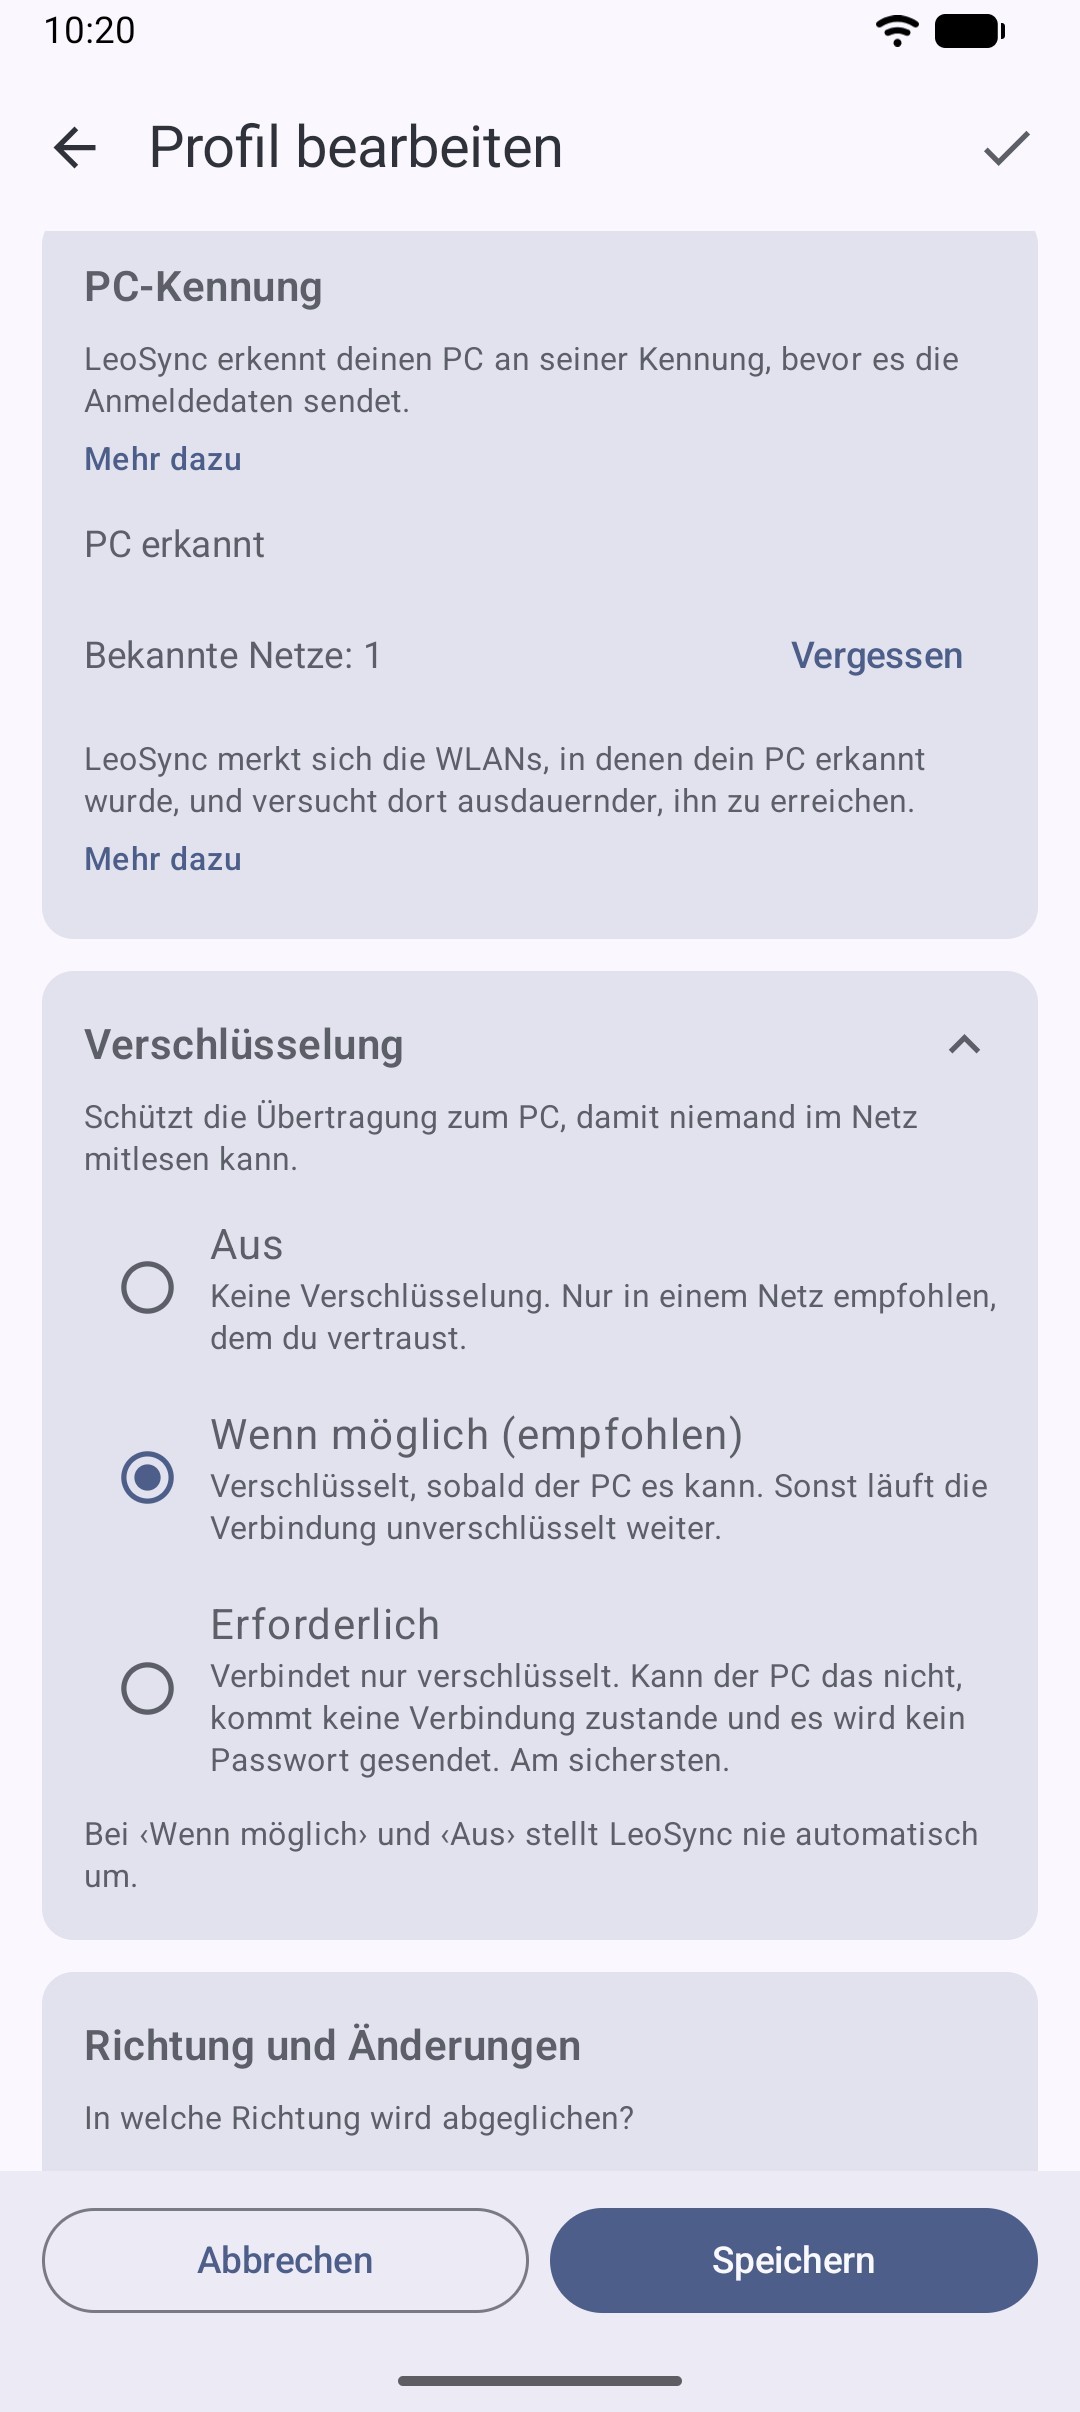 10:20
Profil bearbeiten
PC-Kennung
LeoSync erkennt deinen PC an seiner Kennung, bevor es die
Anmeldedaten sendet.
Mehr dazu
PC erkannt
Bekannte Netze: 1
Vergessen
LeoSync merkt sich die WLANs, in denen dein PC erkannt
wurde, und versucht dort ausdauernder, ihn zu erreichen.
Mehr dazu
Verschlüsselung
Schützt die Übertragung zum PC, damit niemand im Netz
mitlesen kann.
Aus
Keine Verschlüsselung. Nur in einem Netz empfohlen,
dem du vertraust.
Wenn möglich (empfohlen)
Verschlüsselt, sobald der PC es kann. Sonst läuft die
Verbindung unverschlüsselt weiter.
Erforderlich
Verbindet nur verschlüsselt. Kann der PC das nicht,
kommt keine Verbindung zustande und es wird kein
Passwort gesendet. Am sichersten.
Bei ‹Wenn möglich› und ‹Aus› stellt LeoSync nie automatisch
um.
Richtung und Änderungen
In welche Richtung wird abgeglichen?
Abbrechen
Speichern